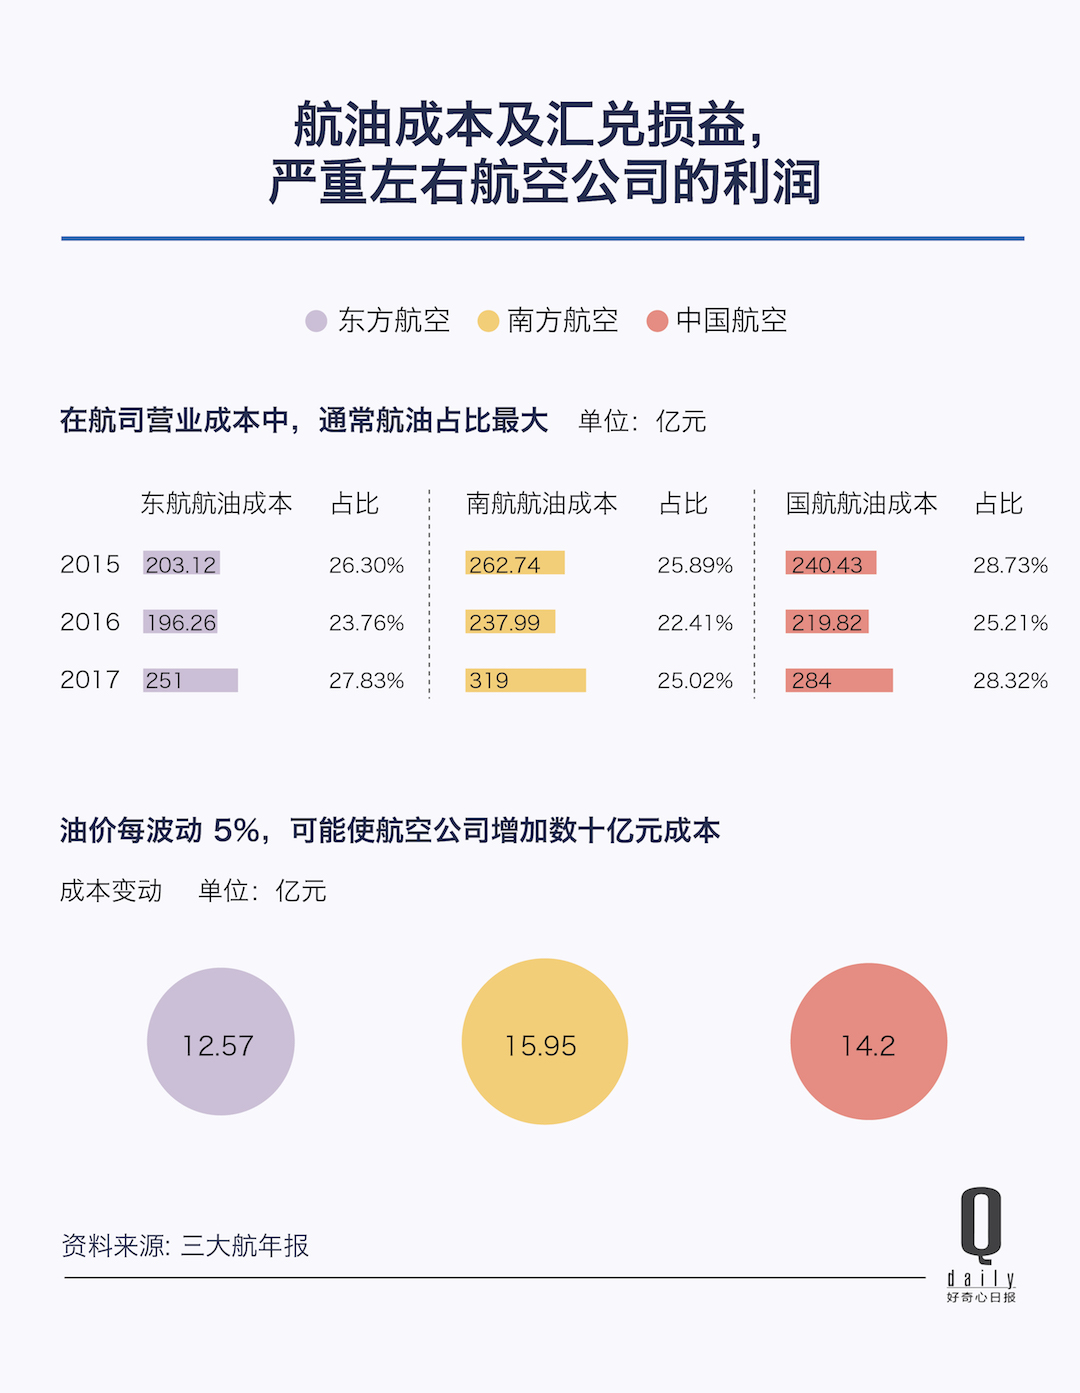 航油成本及汇兑损益，
严重左右航空公司的利润
东方航空 南方航空 中国航空
在航司营业成本中，通常航油占比最大 单位：亿元
东航航油成本 占比 南航航油成本 占比 国航航油成本 占比
2015 203.12 26.30% 262.74 25.89% 240.43 28.73%
2016 196.26 23.76% 237.99 22.41% 219.82 25.21%
2017 251 27.83% 319 25.02% 284 28.32%
油价每波动 5%，可能使航空公司增加数十亿元成本
成本变动 单位：亿元
12.57 15.95 14.2
资料来源: 三大航年报
Q
daily
好奇心日报